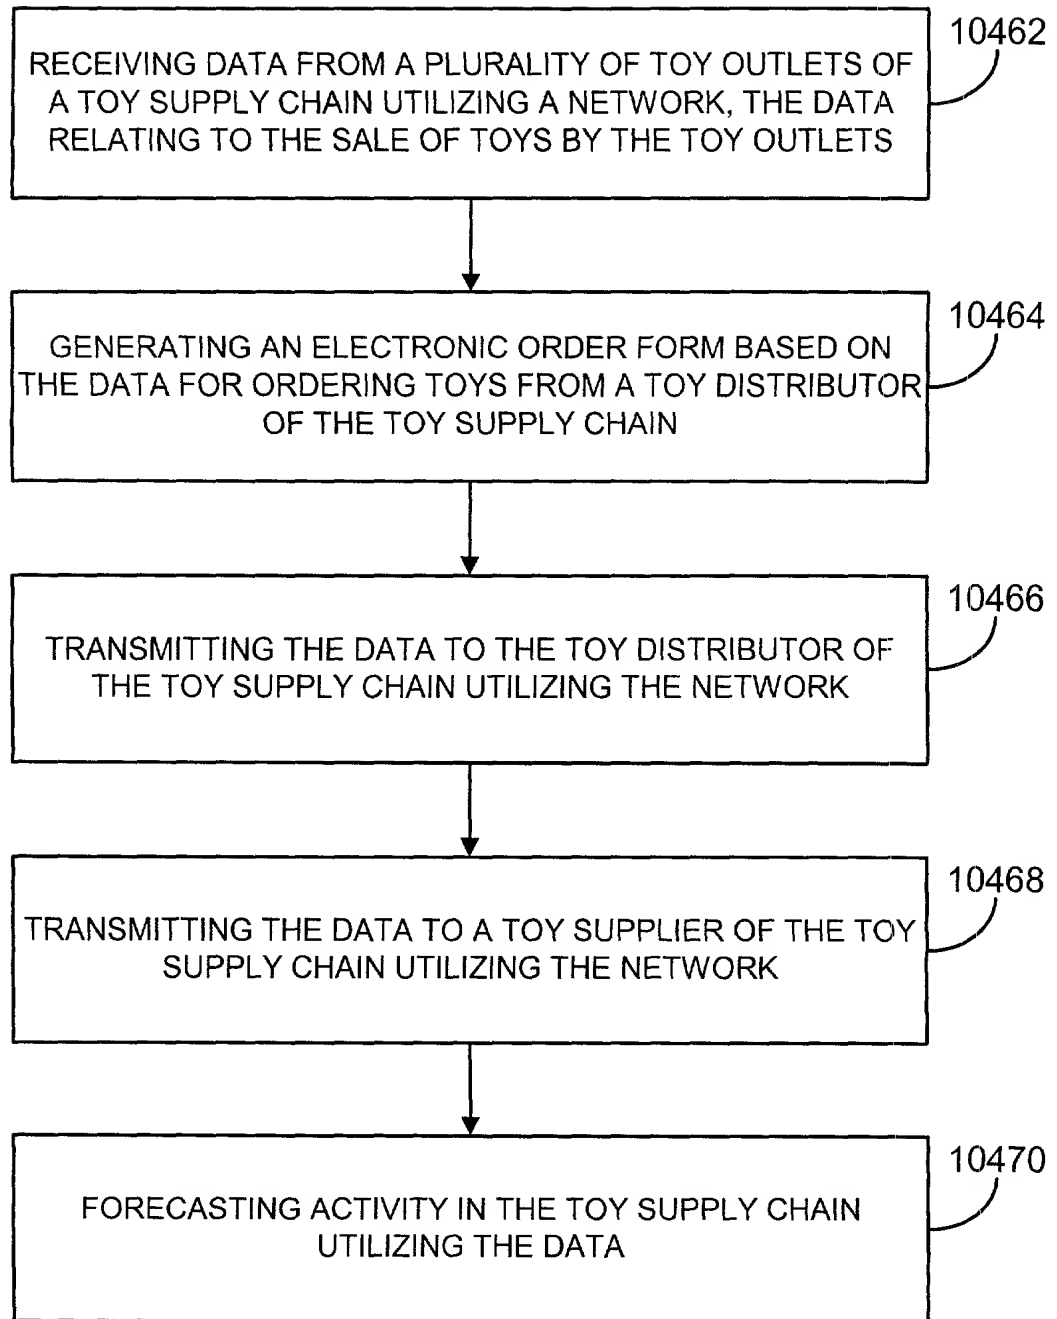 10462
RECEIVING DATA FROM A PLURALITY OF TOY OUTLETS OF
A TOY SUPPLY CHAIN UTILIZING A NETWORK, THE DATA
RELATING TO THE SALE OF TOYS BY THE TOY OUTLETS
10464
GENERATING AN ELECTRONIC ORDER FORM BASED ON
THE DATA FOR ORDERING TOYS FROM A TOY DISTRIBUTOR
OF THE TOY SUPPLY CHAIN
10466
TRANSMITTING THE DATA TO THE TOY DISTRIBUTOR OF
THE TOY SUPPLY CHAIN UTILIZING THE NETWORK
10468
TRANSMITTING THE DATA TO A TOY SUPPLIER OF THE TOY
SUPPLY CHAIN UTILIZING THE NETWORK
10470
FORECASTING ACTIVITY IN THE TOY SUPPLY CHAIN
UTILIZING THE DATA